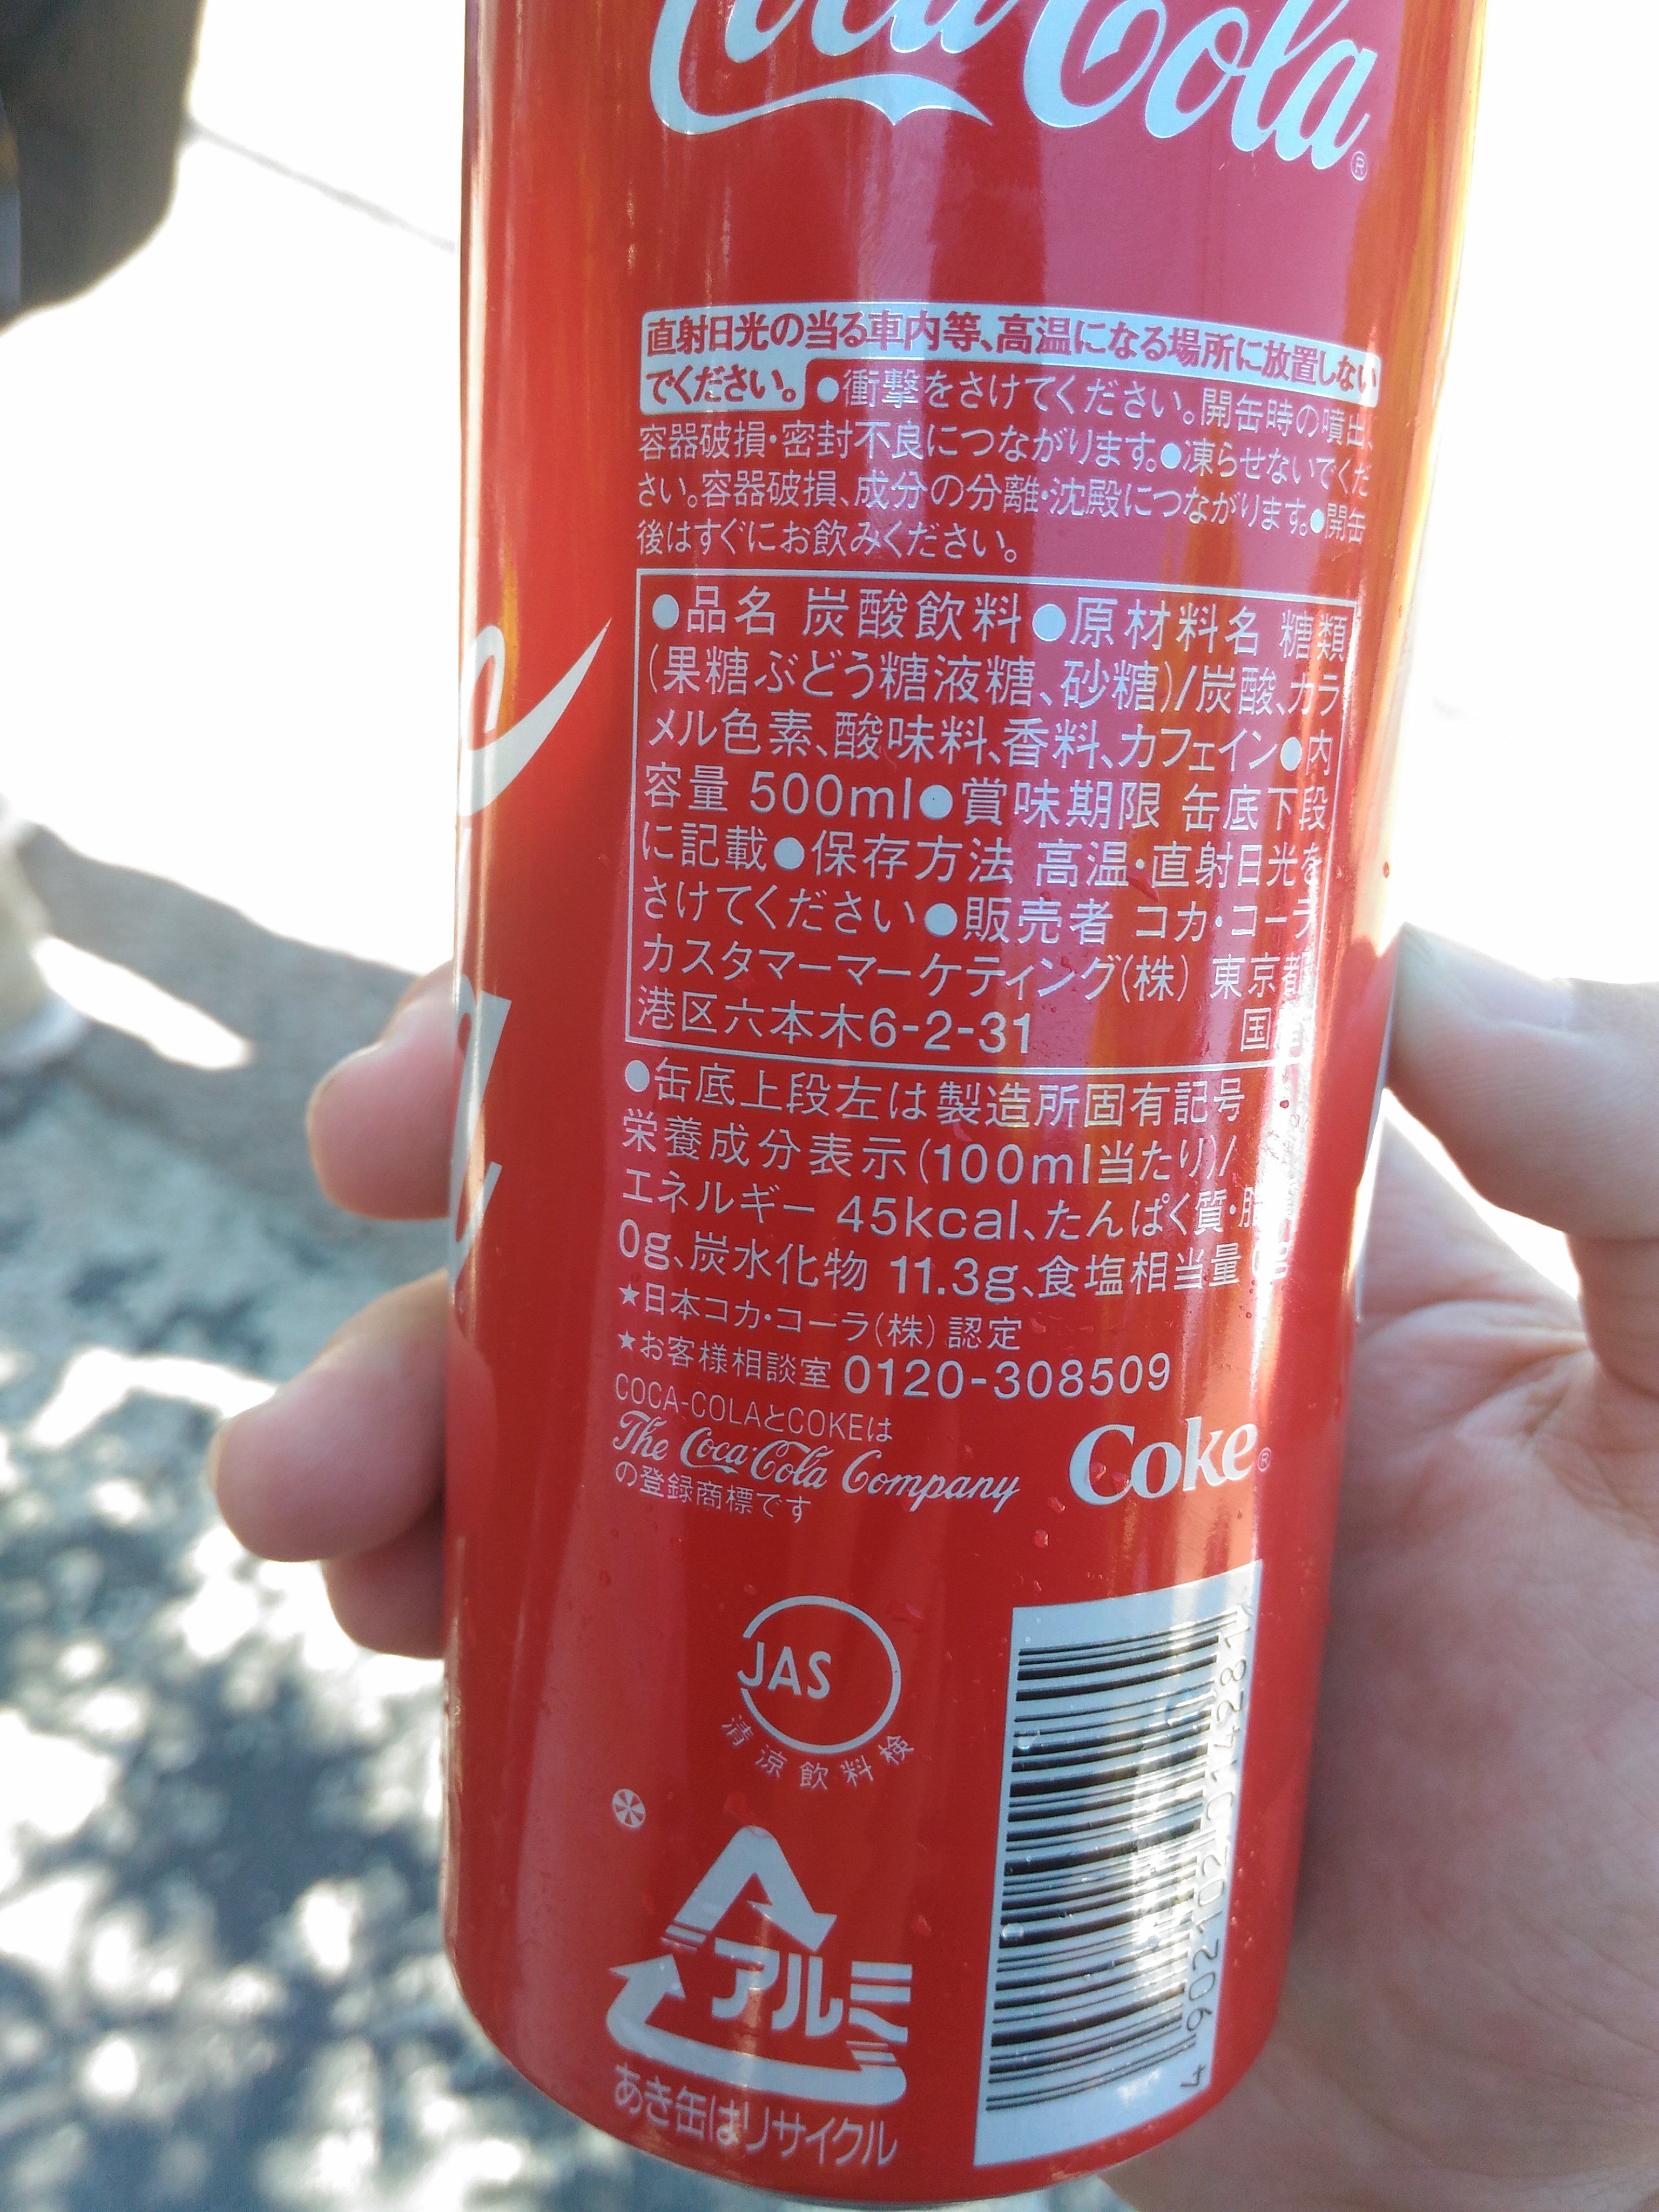 Coca-Cola®
直射日光の当る車内等、高温になる場所に放置しない
でください。●衝撃をさけてください。開缶時の噴出、
容器破損・密封不良につながります。●凍らせないでくだ
さい。容器破損、成分の分離・沈殿につながります。●開缶
後はすぐにお飲みください。
●品名 炭酸飲料●原材料名 糖類
(果糖ぶどう糖液糖、砂糖)/炭酸、カラ
メル色素、酸味料、香料、カフェイン●内
容量 500ml●賞味期限 缶底下段
に記載●保存方法 高温・直射日光を
さけてください●販売者 コカ・コーラ
カスタマーマーケティング(株) 東京都
港区六本木6-2-31 国
●缶底上段左は製造所固有記号
栄養成分表示(100ml当たり)/
エネルギー 45kcal、たんぱく質・脂
0g、炭水化物 11.3g、食塩相当量 0g
★日本コカ・コーラ(株)認定
★お客様相談室 0120-308509
COCA-COLAとCOKEは
The Coca-Cola Company
の登録商標です
Coke®
JAS
清涼飲料検
アルミ
あき缶はリサイクル